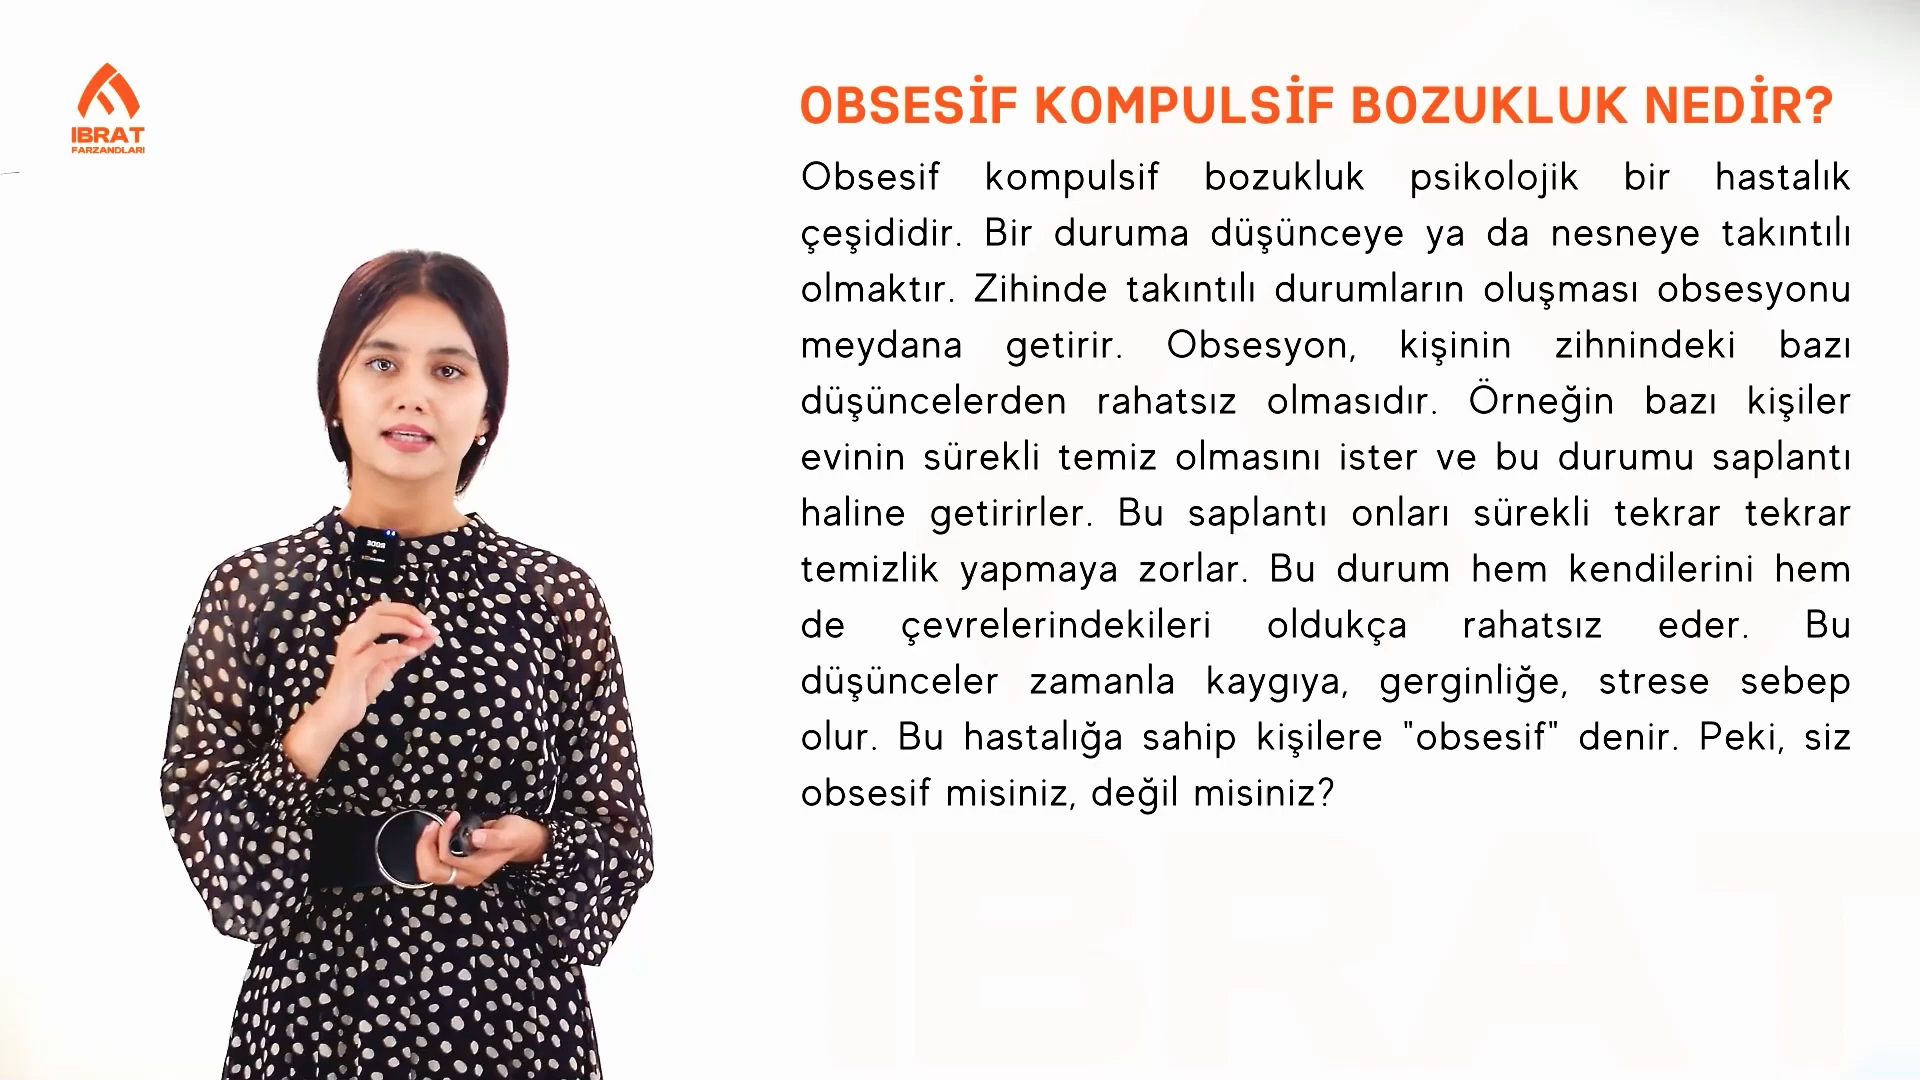 IBRAT
FARZANDLARI
OBSESİF KOMPULSİF BOZUKLUK NEDİR?
Obsesif kompulsif bozukluk psikolojik bir hastalık
çeşididir. Bir duruma düşünceye ya da nesneye takıntılı
olmaktır. Zihinde takıntılı durumların oluşması obsesyonu
meydana getirir. Obsesyon, kişinin zihnindeki bazı
düşüncelerden rahatsız olmasıdır. Örneğin bazı kişiler
evinin sürekli temiz olmasını ister ve bu durumu saplantı
haline getirirler. Bu saplantı onları sürekli tekrar tekrar
temizlik yapmaya zorlar. Bu durum hem kendilerini hem
de çevrelerindekileri oldukça rahatsız eder. Bu
düşünceler zamanla kaygıya, gerginliğe, strese sebep
olur. Bu hastalığa sahip kişilere "obsesif" denir. Peki, siz
obsesif misiniz, değil misiniz?
IBRAT